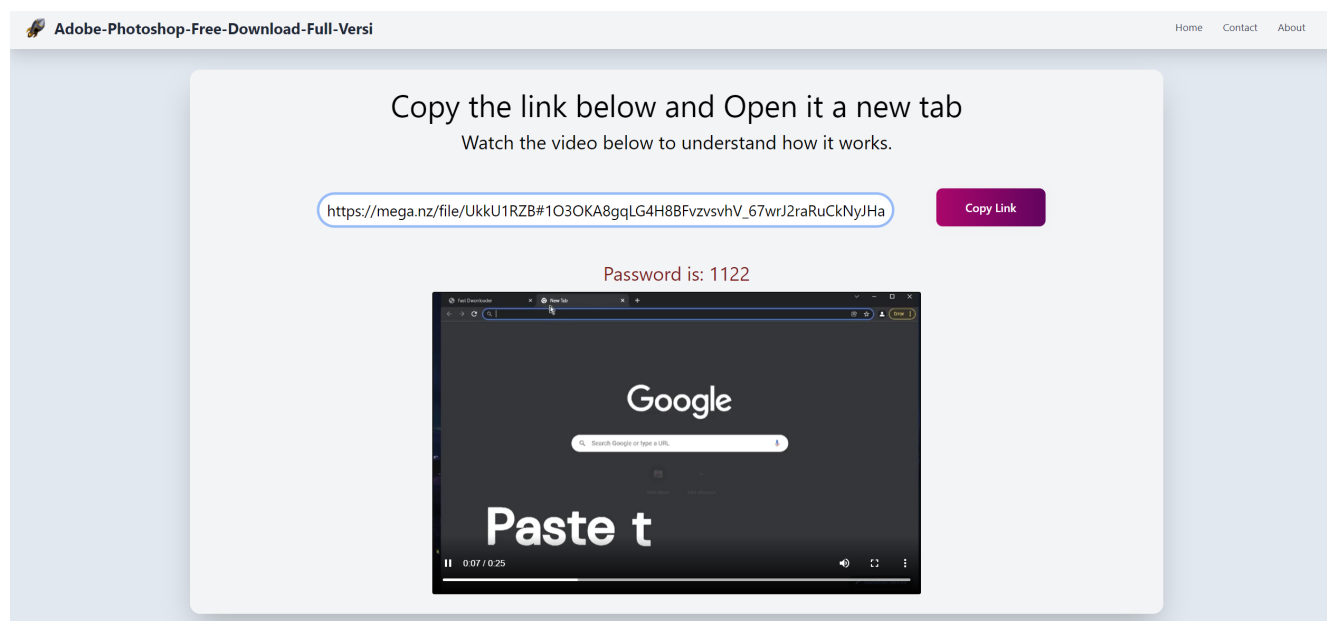 Adobe-Photoshop-Free-Download-Full-Versi
Home Contact About
Copy the link below and Open it a new tab
Watch the video below to understand how it works.
https://mega.nz/file/UkkU1RZB#1O3OKA8gqLG4H8BFvzvsvhV_67wrJ2raRuCkNyJHa
Copy Link
Password is: 1122
New Tab
Error
Google
Search Google or type a URL
Paste t
0:07 / 0:25